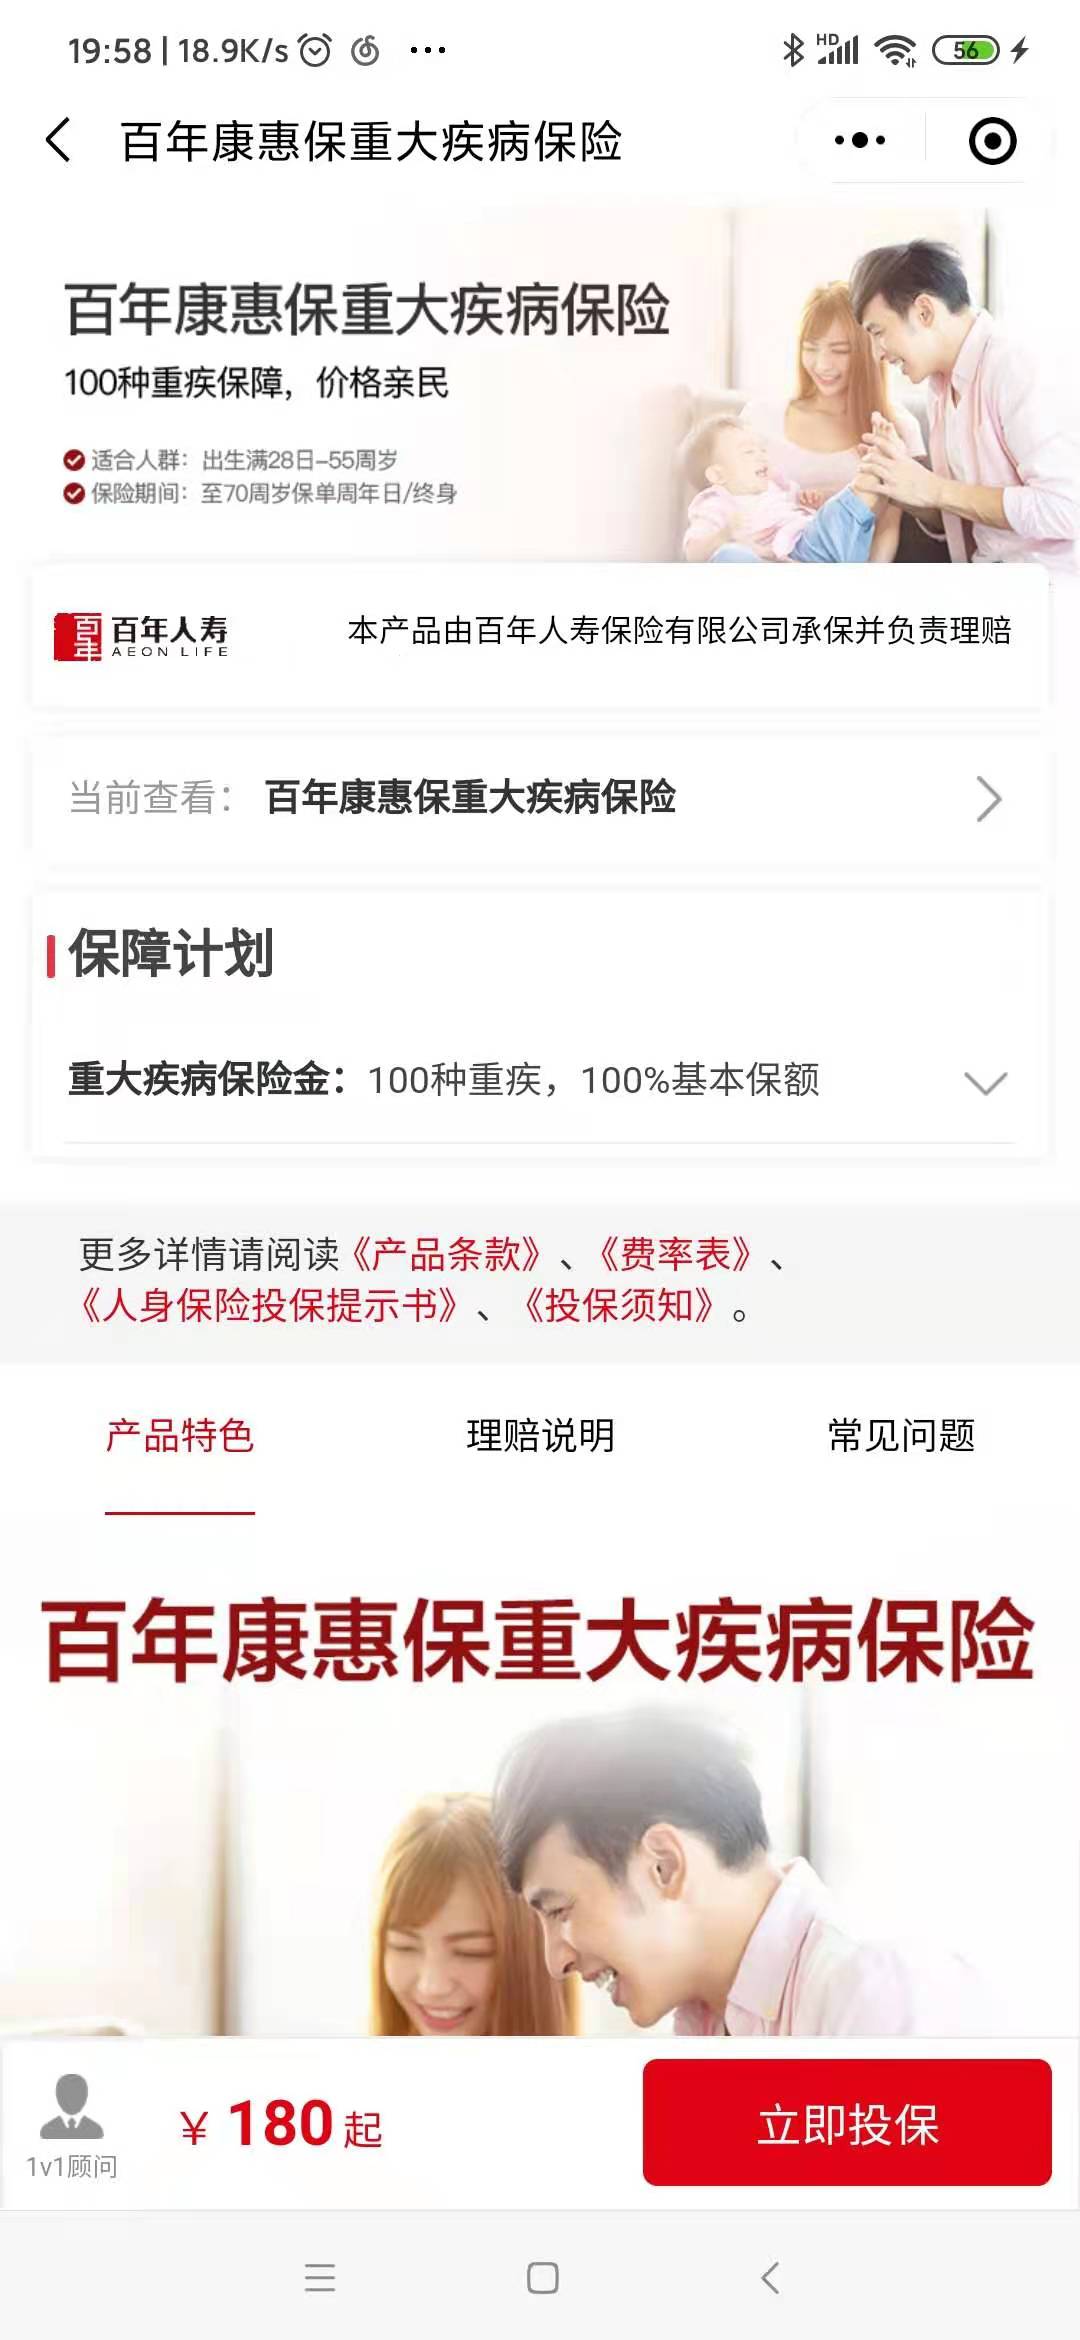 19:58 | 18.9K/s ...
HD 56
百年康惠保重大疾病保险
百年康惠保重大疾病保险
100种重疾保障，价格亲民
适合人群：出生满28日-55周岁
保险期间：至70周岁保单周年日/终身
百年 百年人寿
AEON LIFE
本产品由百年人寿保险有限公司承保并负责理赔
当前查看： 百年康惠保重大疾病保险
保障计划
重大疾病保险金：100种重疾，100%基本保额
更多详情请阅读《产品条款》、《费率表》、
《人身保险投保提示书》、《投保须知》。
产品特色 理赔说明 常见问题
百年康惠保重大疾病保险
1v1顾问
￥180起
立即投保